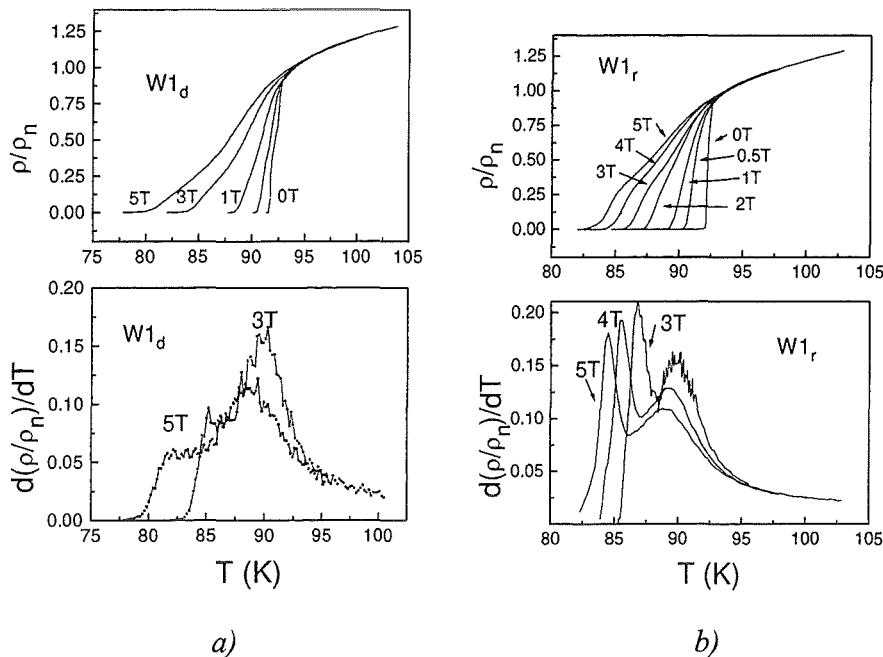 1.25
1.00
0.75
0.50
0.25
0.00
ρ/ρn
W1d
5T
3T
1T
0T
75 80 85 90 95 100 105
0.20
0.15
0.10
0.05
0.00
d(ρ/ρn)/dT
W1d
3T
5T
75 80 85 90 95 100
T (K)
a)
1.25
1.00
0.75
0.50
0.25
0.00
ρ/ρn
W1r
5T
4T
3T
0T
0.5T
1T
2T
80 85 90 95 100 105
0.20
0.15
0.10
0.05
d(ρ/ρn)/dT
4T
3T
5T
W1r
80 85 90 95 100 105
T (K)
b)